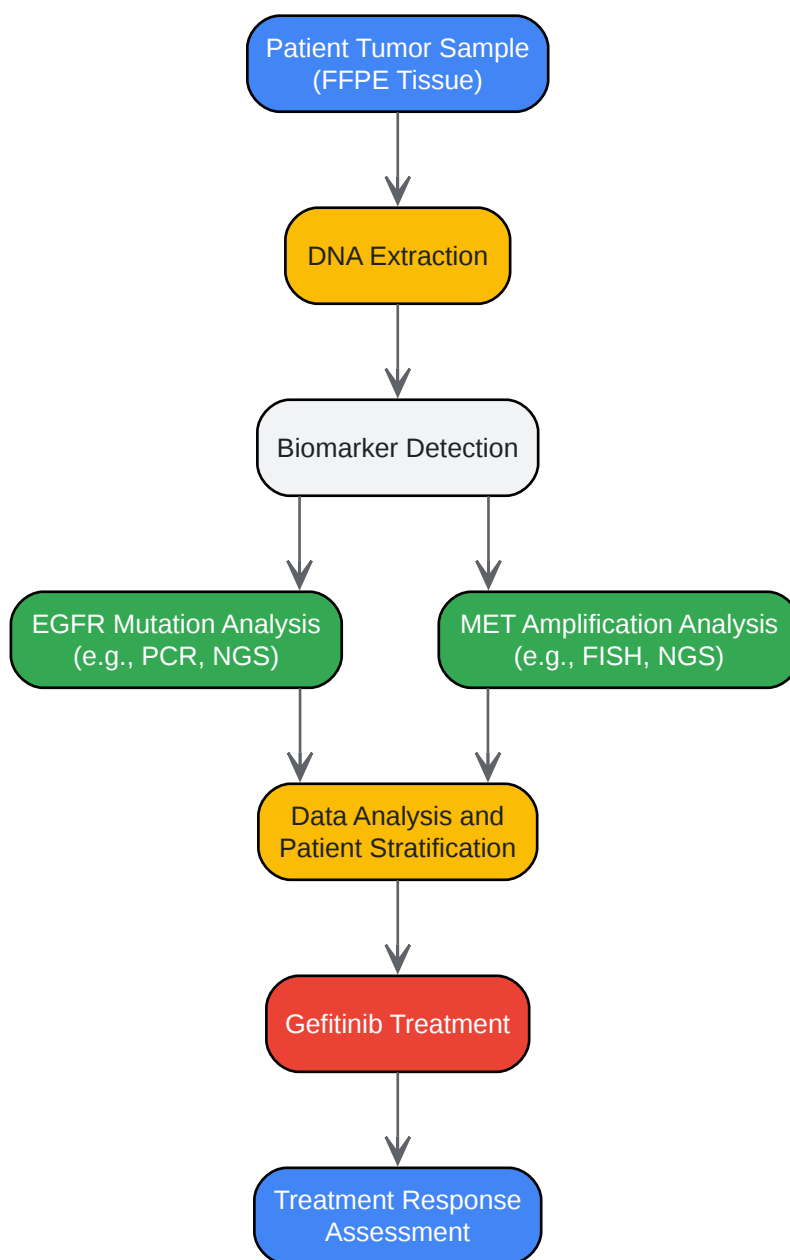 Patient Tumor Sample
(FFPE Tissue)
DNA Extraction
Biomarker Detection
EGFR Mutation Analysis
(e.g., PCR, NGS)
MET Amplification Analysis
(e.g., FISH, NGS)
Data Analysis and
Patient Stratification
Gefitinib Treatment
Treatment Response
Assessment